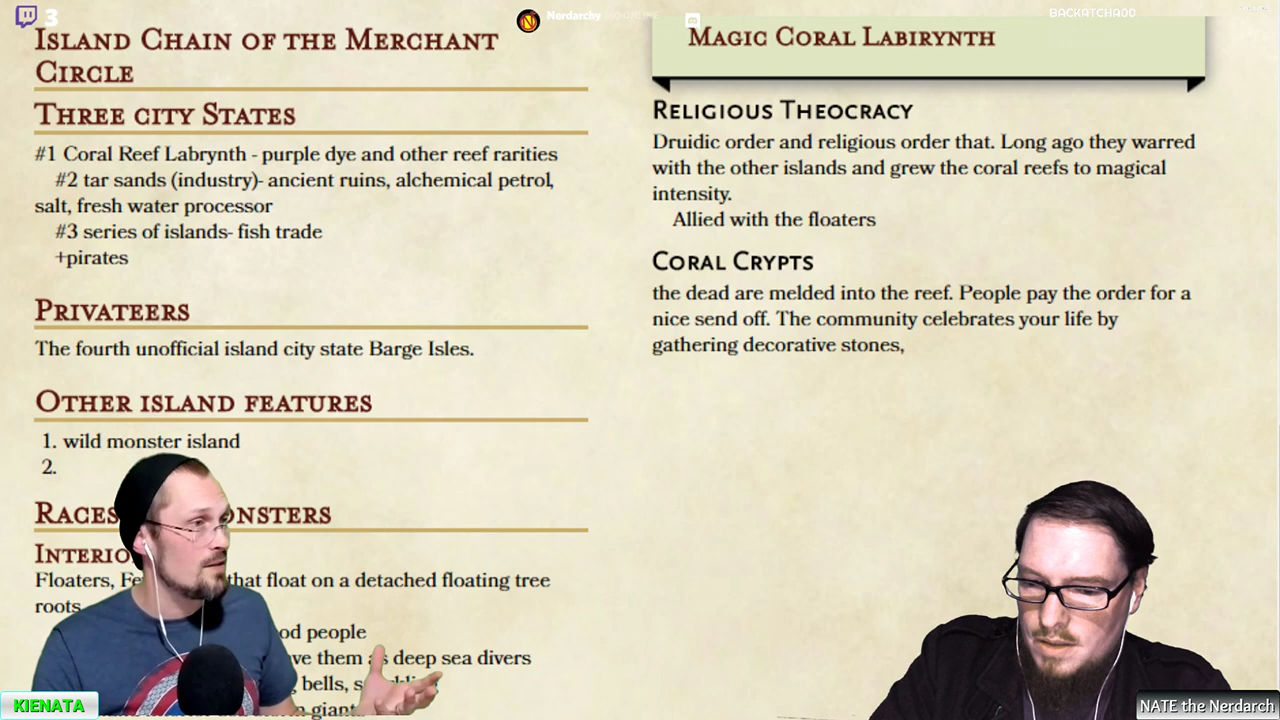 3
Nerdarchy
BACKATCHA00
Island Chain of the Merchant
Circle
Three city States
#1 Coral Reef Labrynth - purple dye and other reef rarities
#2 tar sands (industry)- ancient ruins, alchemical petrol,
salt, fresh water processor
#3 series of islands- fish trade
+pirates
Privateers
The fourth unofficial island city state Barge Isles.
Other island features
1. wild monster island
2.
Races
Interio
Floaters, Fe that float on a detached floating tree
roots
people
them as deep sea divers
bells,
giant
Magic Coral Labirynth
Religious Theocracy
Druidic order and religious order that. Long ago they warred
with the other islands and grew the coral reefs to magical
intensity.
Allied with the floaters
Coral Crypts
the dead are melded into the reef. People pay the order for a
nice send off. The community celebrates your life by
gathering decorative stones,
KIENATA
NATE the Nerdarch